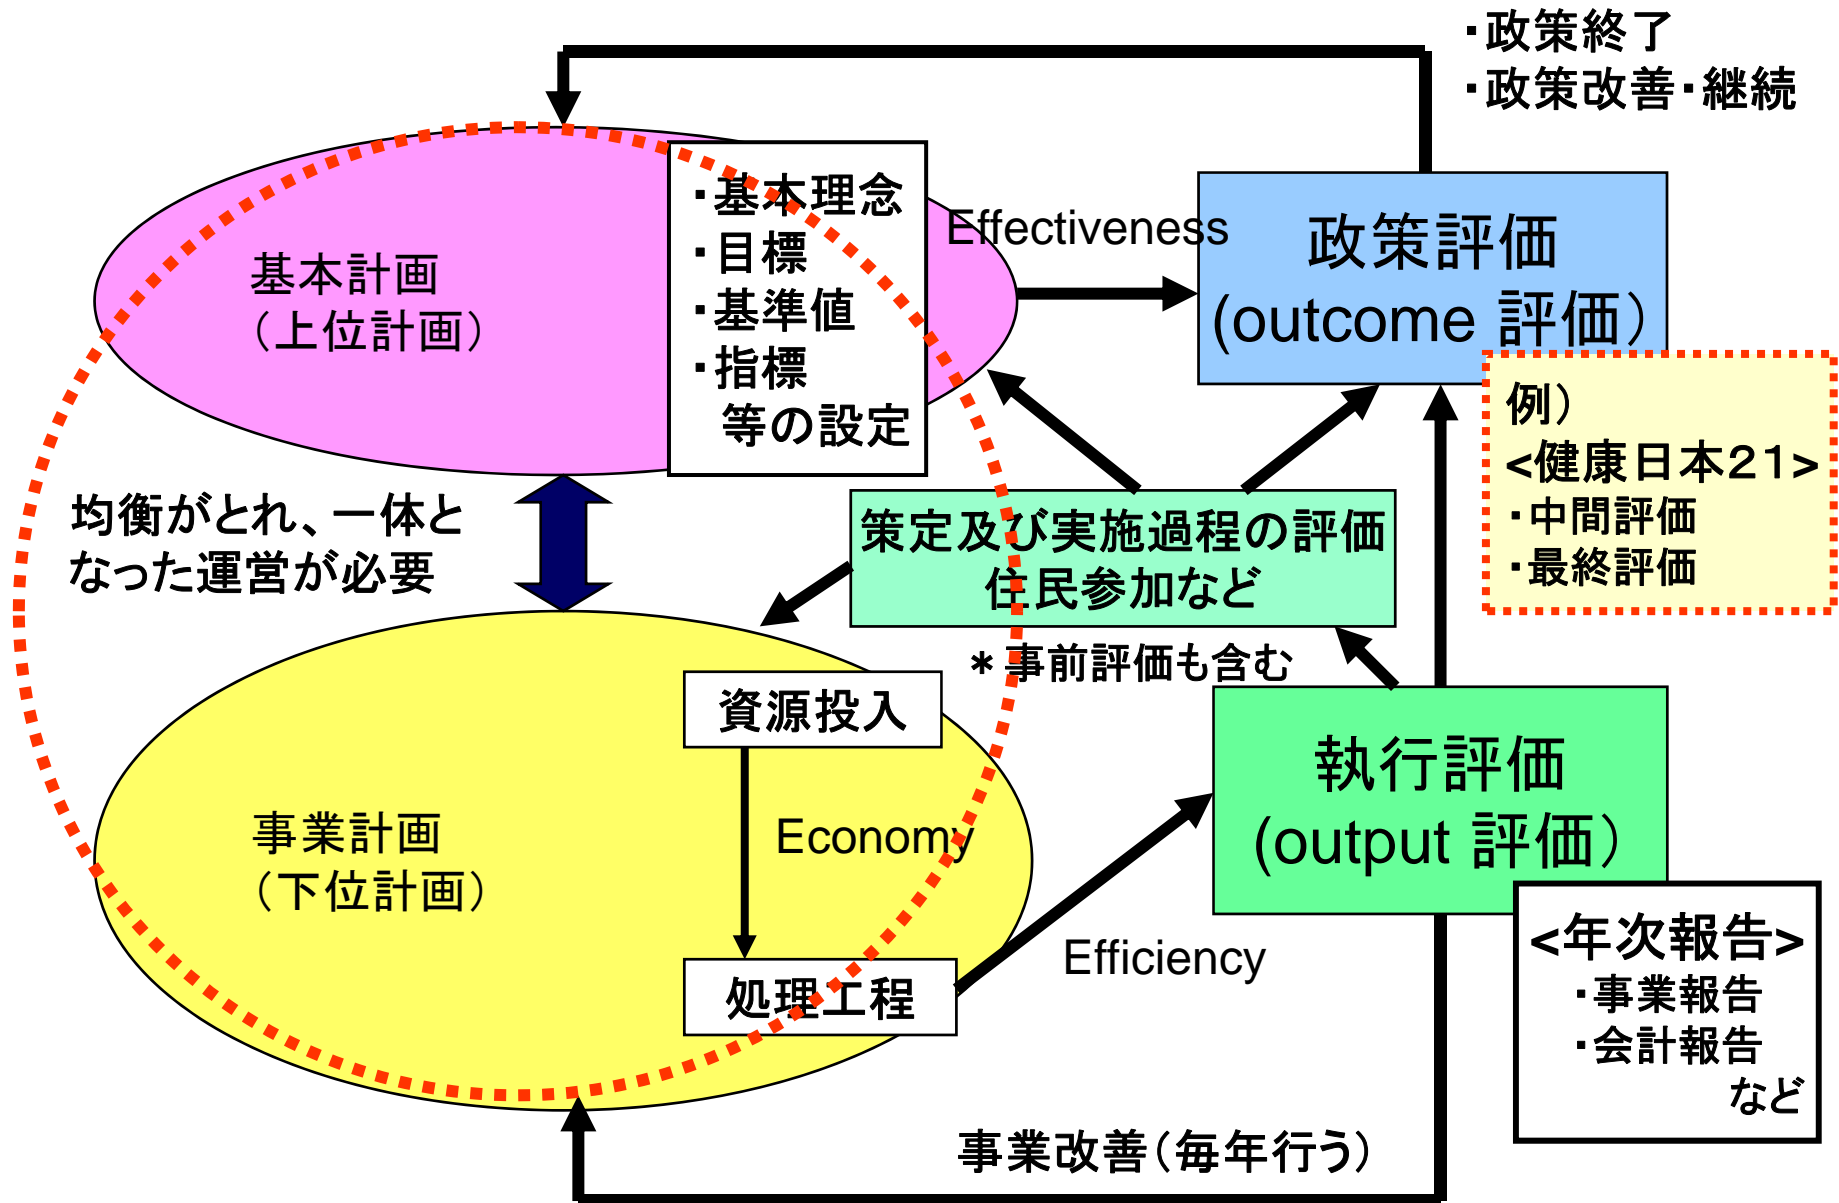 ・政策終了
・政策改善・継続
・基本理念
・目標
・基準値
・指標
等の設定
基本計画
（上位計画）
Effectiveness
政策評価
(outcome 評価）
例）
<健康日本２１>
・中間評価
・最終評価
均衡がとれ、一体と
なった運営が必要
策定及び実施過程の評価
住民参加など
＊事前評価も含む
資源投入
Economy
処理工程
事業計画
（下位計画）
Efficiency
執行評価
(output 評価）
<年次報告>
・事業報告
・会計報告
など
事業改善（毎年行う）